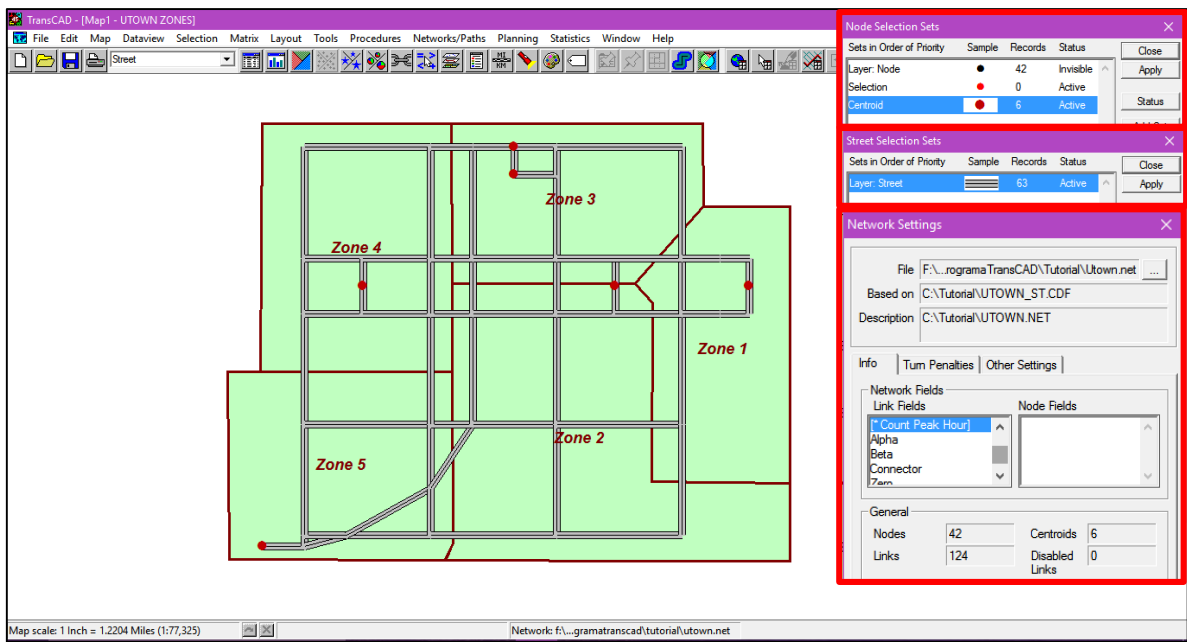 TransCAD - [Map1 - UTOWN ZONES]
File Edit Map Dataview Selection Matrix Layout Tools Procedures Networks/Paths Planning Statistics Window Help
Street
MI
KM
Zone 3
Zone 4
Zone 1
Zone 2
Zone 5
Map scale: 1 Inch = 1.2204 Miles (1:77,325)
Network: f:\...gramatranscad\tutorial\utown.net
Node Selection Sets
Sets in Order of Priority Sample Records Status
Close
Layer: Node 42 Invisible
Apply
Selection 0 Active
Centroid 6 Active
Status
Street Selection Sets
Sets in Order of Priority Sample Records Status
Close
Layer: Street 63 Active
Apply
Network Settings
File F:\...rogramaTransCAD\Tutorial\Utown.net ...
Based on C:\Tutorial\UTOWN_ST.CDF
Description C:\Tutorial\UTOWN.NET
Info Turn Penalties Other Settings
Network Fields
Link Fields Node Fields
[* Count Peak Hour]
Alpha
Beta
Connector
Zero
General
Nodes 42 Centroids 6
Links 124 Disabled Links 0